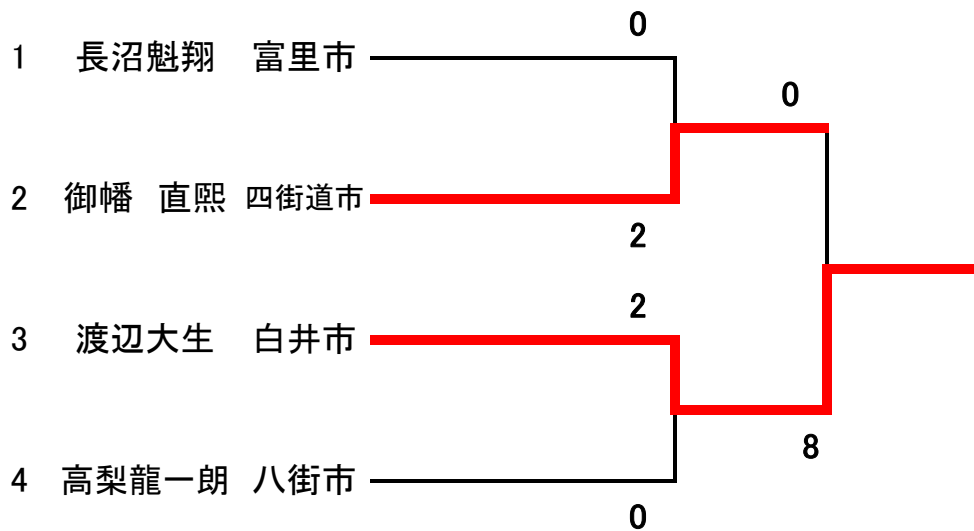 0
1 長沼魁翔 富里市
0
2 御幡 直熙 四街道市
2
2
3 渡辺大生 白井市
8
4 高梨龍一朗 八街市
0